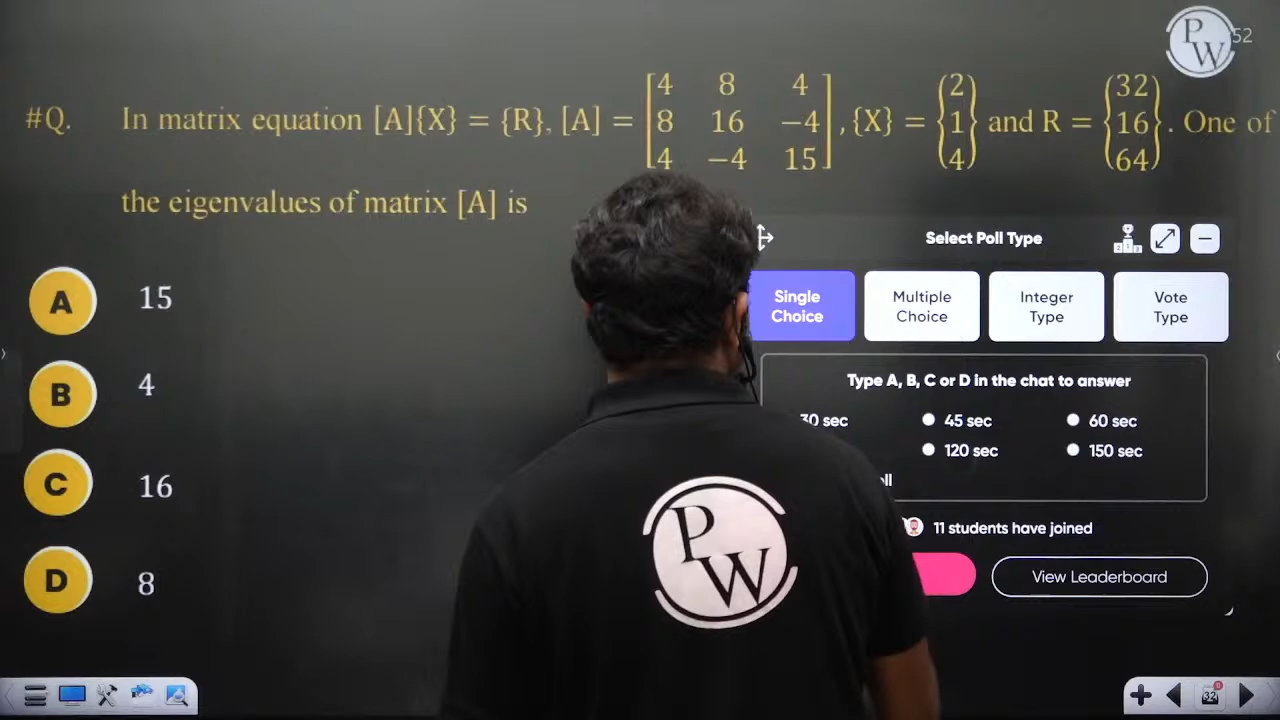 P
W
52
#Q. In matrix equation [A]{X} = {R}, [A] = [4 8 4
8 16 −4
4 −4 15], {X} = {2
1
4} and R = {32
16
64}. One of
the eigenvalues of matrix [A] is
A 15
B 4
C 16
D 8
Select Poll Type
Single Choice
Multiple Choice
Integer Type
Vote Type
Type A, B, C or D in the chat to answer
30 sec
45 sec
60 sec
120 sec
150 sec
11 students have joined
View Leaderboard
P
W
32